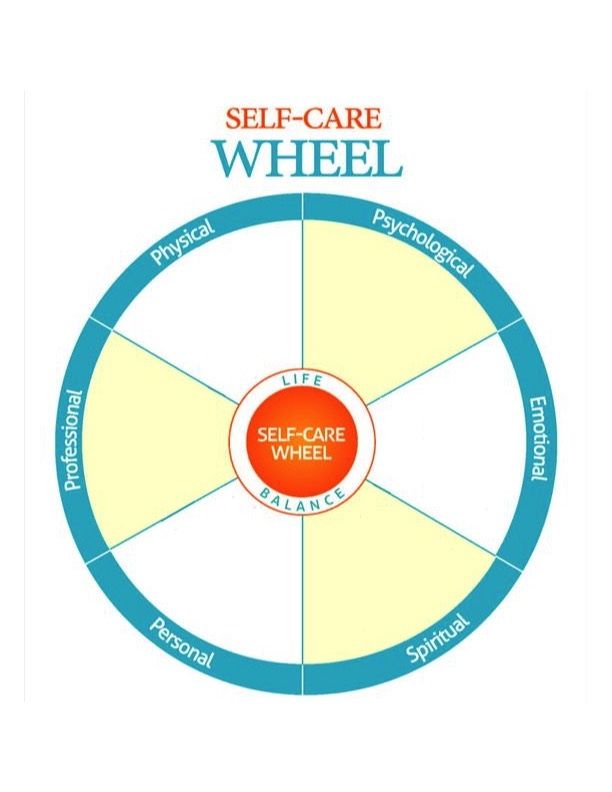 SELF-CARE
WHEEL
Physical
Psychological
Professional
Emotional
Personal
Spiritual
LIFE
SELF-CARE
WHEEL
BALANCE